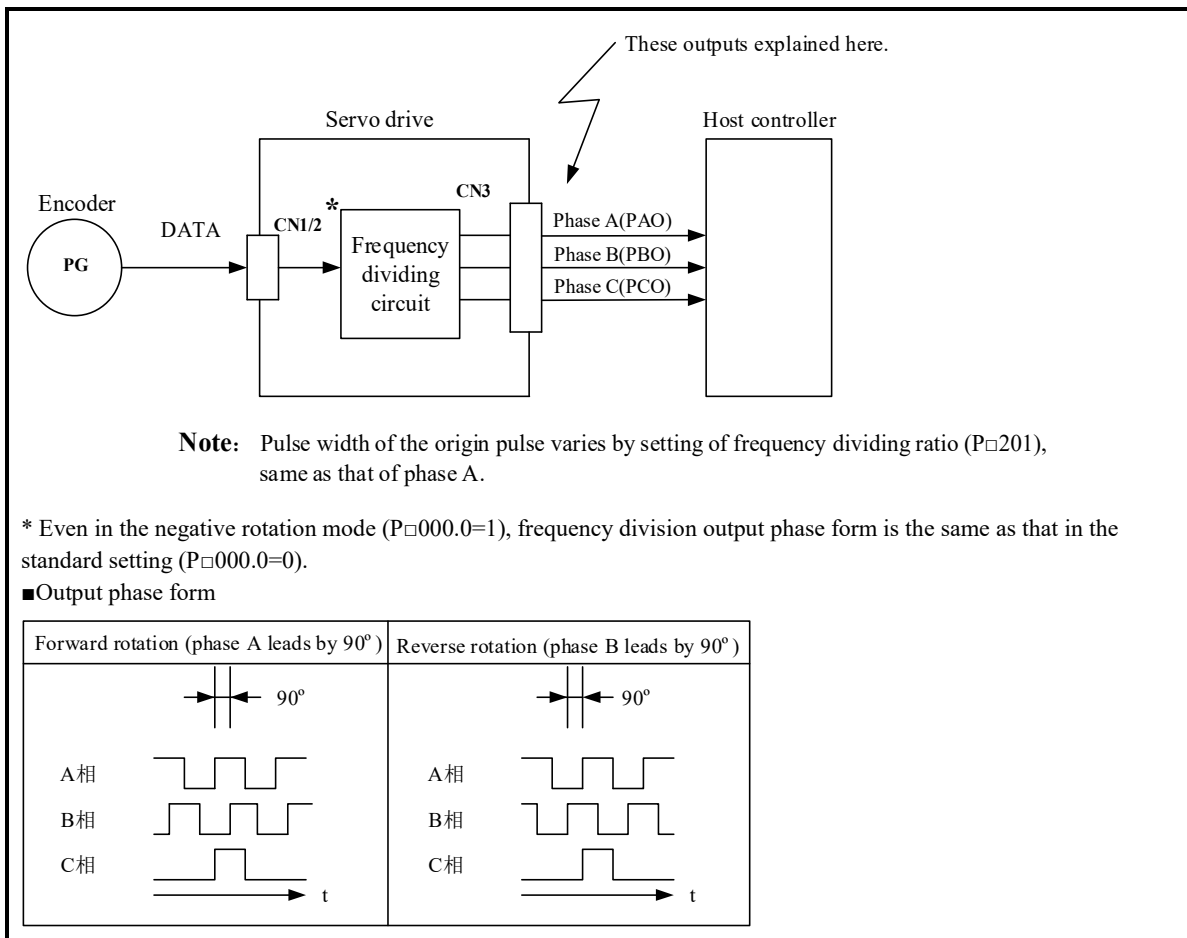 These outputs explained here.
Servo drive
Host controller
Encoder
PG
DATA
CN1/2
*
CN3
Frequency
dividing
circuit
Phase A(PAO)
Phase B(PBO)
Phase C(PCO)
Note： Pulse width of the origin pulse varies by setting of frequency dividing ratio (P□201),
same as that of phase A.
* Even in the negative rotation mode (P□000.0=1), frequency division output phase form is the same as that in the
standard setting (P□000.0=0).
■Output phase form
Forward rotation (phase A leads by 90°)
Reverse rotation (phase B leads by 90°)
90°
A相
B相
C相
t
90°
A相
B相
C相
t